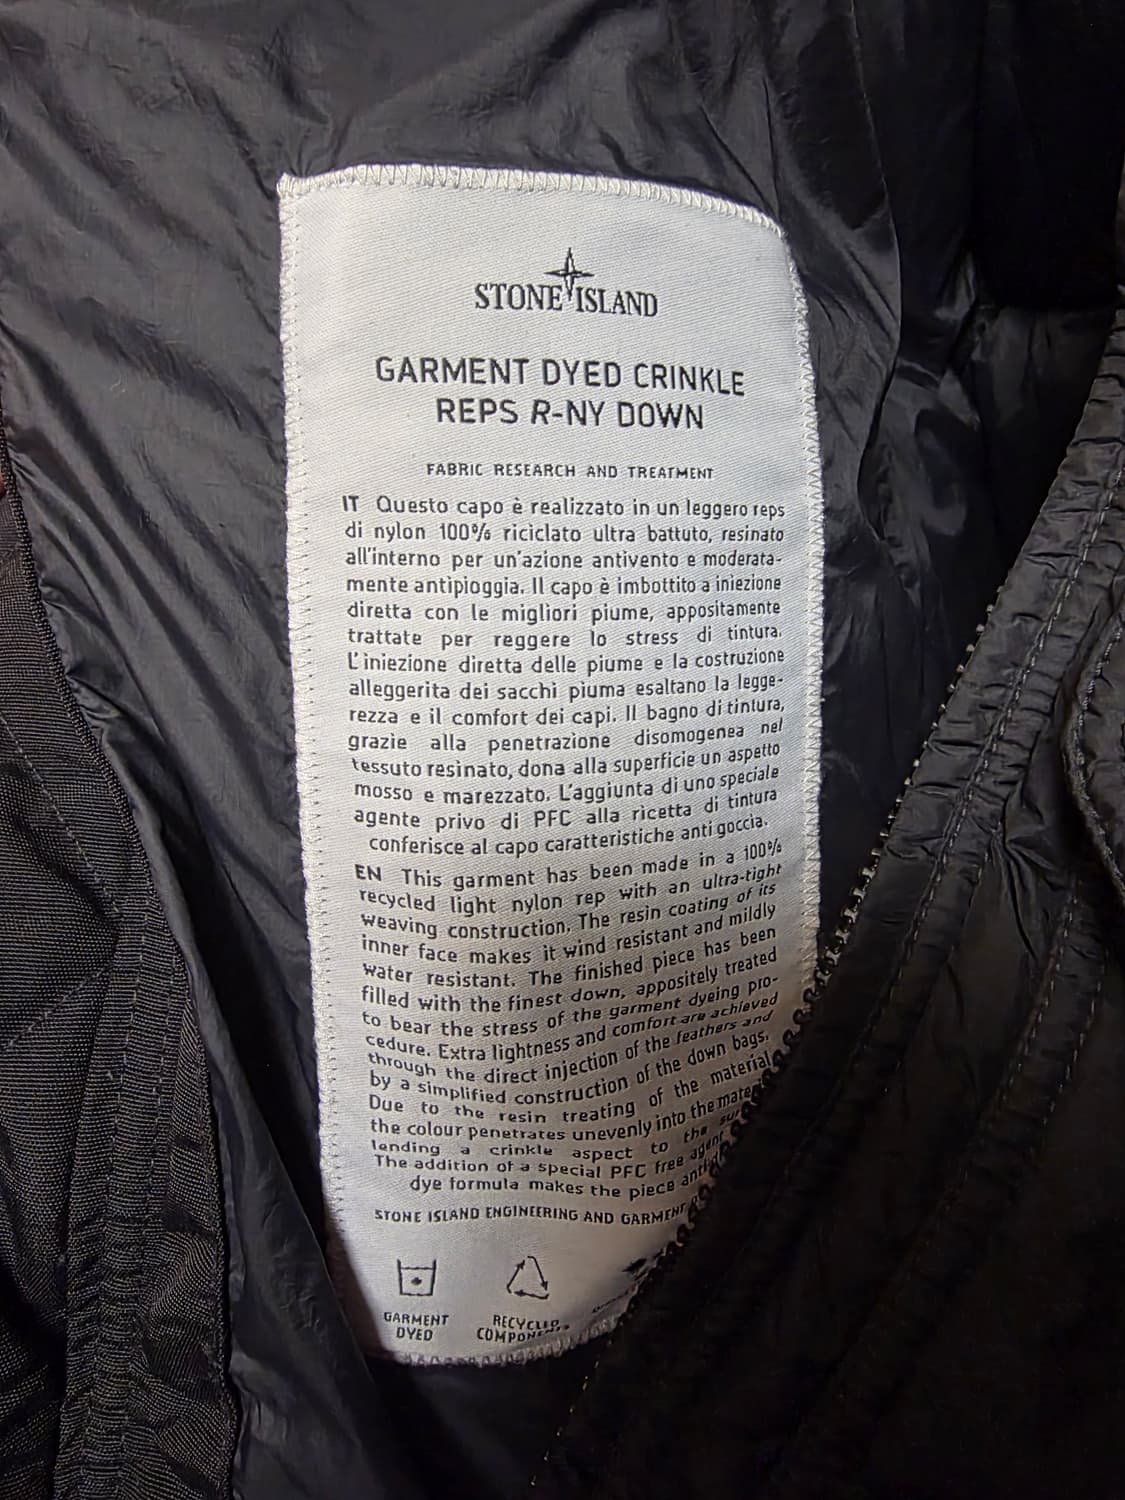 STONE ISLAND
GARMENT DYED CRINKLE
REPS R-NY DOWN
FABRIC RESEARCH AND TREATMENT
IT Questo capo è realizzato in un leggero reps
di nylon 100% riciclato ultra battuto, resinato
all'interno per un'azione antivento e moderata-
mente antipioggia. Il capo è imbottito a iniezione
diretta con le migliori piume, appositamente
trattate per reggere lo stress di tintura.
L'iniezione diretta delle piume e la costruzione
alleggerita dei sacchi piuma esaltano la legge-
rezza e il comfort dei capi. Il bagno di tintura,
grazie alla penetrazione disomogenea nel
tessuto resinato, dona alla superficie un aspetto
mosso e marezzato. L'aggiunta di uno speciale
agente privo di PFC alla ricetta di tintura
conferisce al capo caratteristiche anti goccia.
EN This garment has been made in a 100%
recycled light nylon rep with an ultra-tight
weaving construction. The resin coating of its
inner face makes it wind resistant and mildly
water resistant. The finished piece has been
filled with the finest down, appositely treated
to bear the stress of the garment dyeing pro-
cedure. Extra lightness and comfort are achieved
through the direct injection of the feathers and
by a simplified construction of the down bags.
Due to the resin treating of the material
the colour penetrates unevenly into the
lending a crinkle aspect to the
The addition of a special PFC free agent
dye formula makes the piece
STONE ISLAND ENGINEERING AND GARMENT
GARMENT
DYED
RECYCLED
COMPONENTS